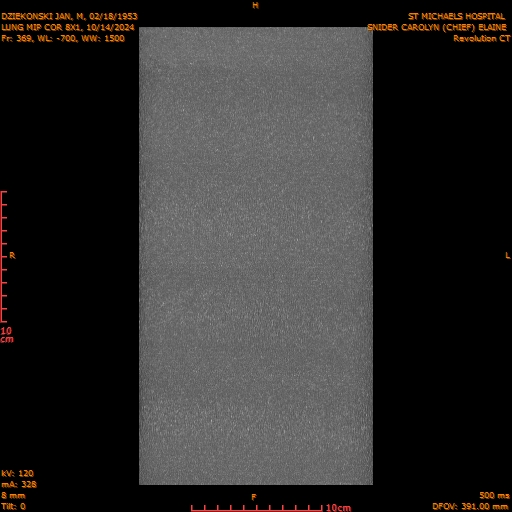 H
DZIEKONSKI JAN, M, 02/18/1953
LUNG MIP COR 8X1, 10/14/2024
Fr: 369, WL: -700, WW: 1500
ST MICHAELS HOSPITAL
SNIDER CAROLYN (CHIEF) ELAINE
Revolution CT
R
L
10
cm
kV: 120
mA: 328
8 mm
Tilt: 0
F
10cm
500 ms
DFOV: 391.00 mm